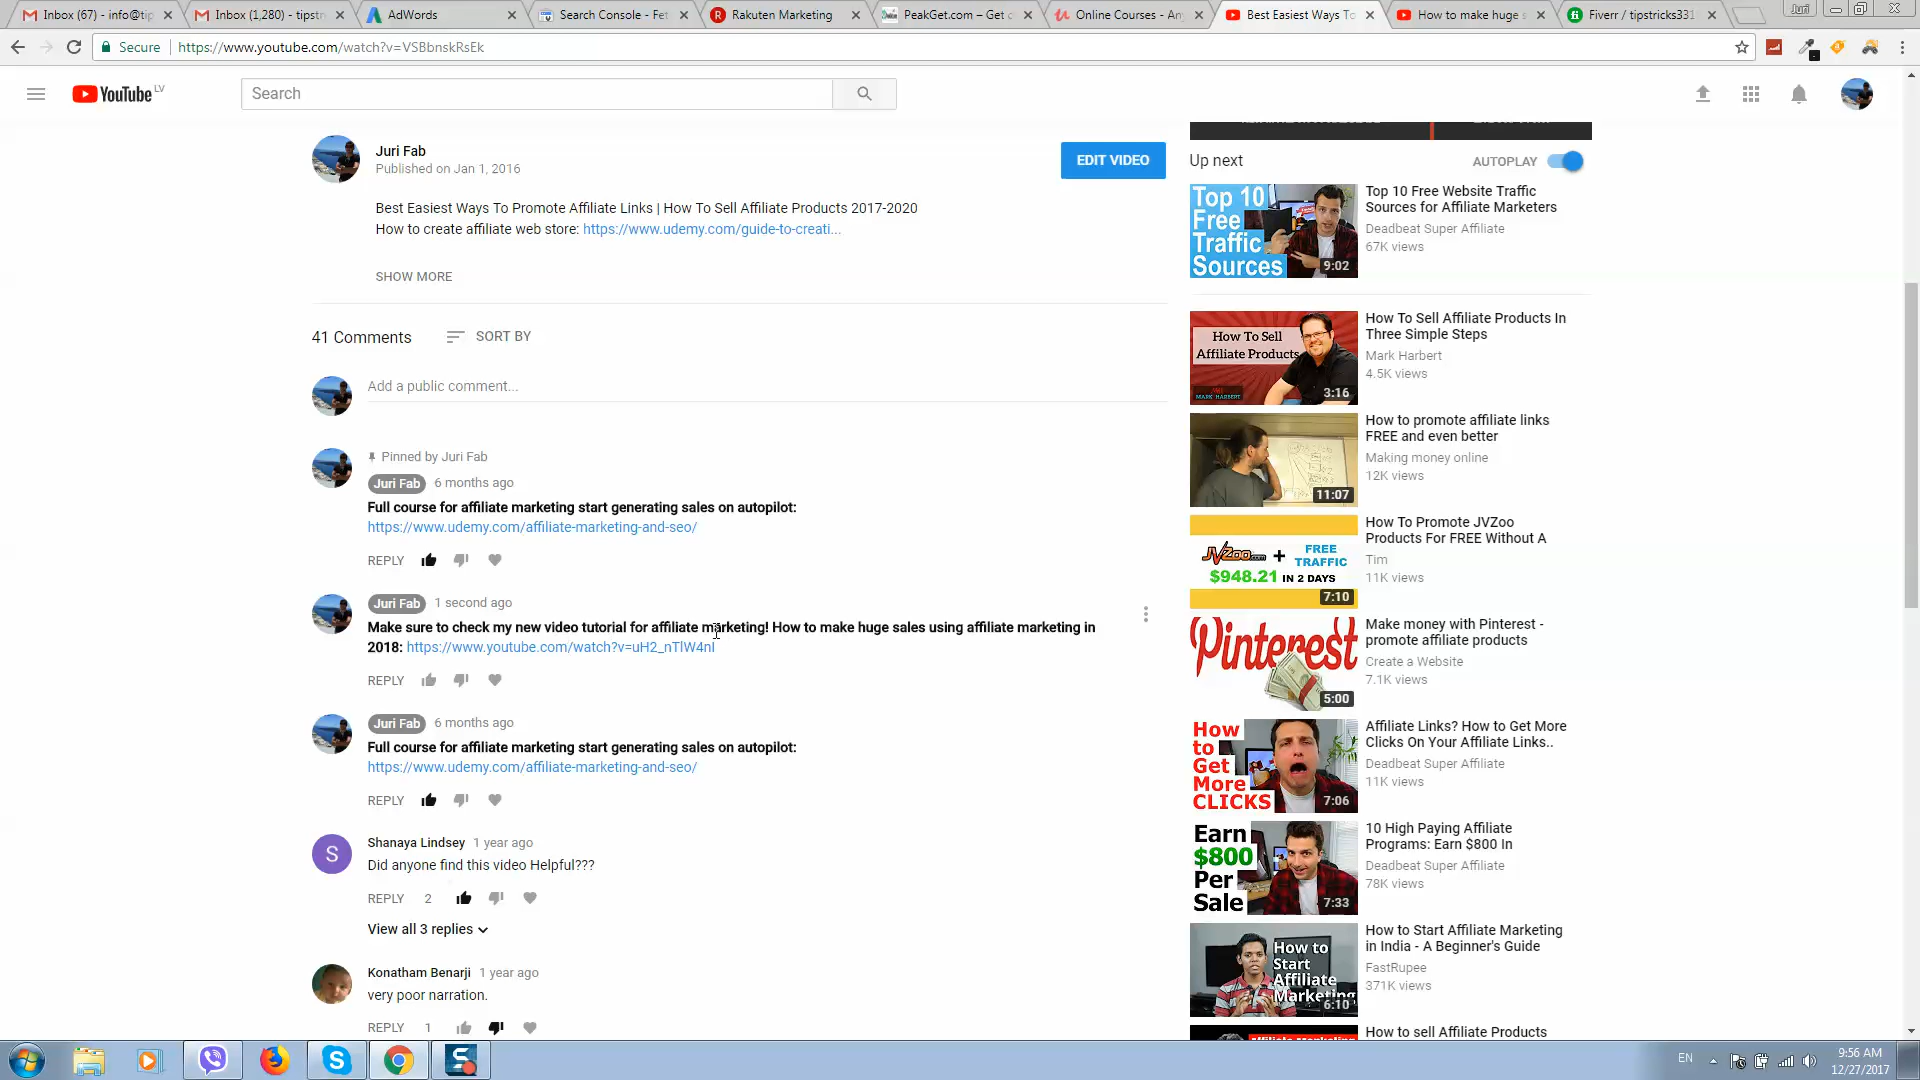 Inbox (67) - info@tip
Inbox (1,280) - tipstr
AdWords
Search Console - Fet
Rakuten Marketing
PeakGet.com – Get c
Online Courses - Any
Best Easiest Ways To
How to make huge s
Fiverr / tipstricks331
Juri
Secure
https://www.youtube.com/watch?v=VSBbnskRsEk
YouTube LV
Search
Juri Fab
Published on Jan 1, 2016
EDIT VIDEO
Best Easiest Ways To Promote Affiliate Links | How To Sell Affiliate Products 2017-2020
How to create affiliate web store: https://www.udemy.com/guide-to-creati...
SHOW MORE
41 Comments
SORT BY
Add a public comment...
Pinned by Juri Fab
Juri Fab 6 months ago
Full course for affiliate marketing start generating sales on autopilot:
https://www.udemy.com/affiliate-marketing-and-seo/
REPLY
Juri Fab 1 second ago
Make sure to check my new video tutorial for affiliate marketing! How to make huge sales using affiliate marketing in
2018: https://www.youtube.com/watch?v=uH2_nTlW4nI
REPLY
Juri Fab 6 months ago
Full course for affiliate marketing start generating sales on autopilot:
https://www.udemy.com/affiliate-marketing-and-seo/
REPLY
S
Shanaya Lindsey 1 year ago
Did anyone find this video Helpful???
REPLY 2
View all 3 replies
Konatham Benarji 1 year ago
very poor narration.
REPLY 1
Up next
AUTOPLAY
Top 10
Free
Traffic
Sources
9:02
Top 10 Free Website Traffic
Sources for Affiliate Marketers
Deadbeat Super Affiliate
67K views
How To Sell
Affiliate Products
MARK HARBERT
3:16
How To Sell Affiliate Products In
Three Simple Steps
Mark Harbert
4.5K views
11:07
How to promote affiliate links
FREE and even better
Making money online
12K views
JVZoo.com + FREE
TRAFFIC
$948.21 IN 2 DAYS
7:10
How To Promote JVZoo
Products For FREE Without A
Tim
11K views
Pinterest
5:00
Make money with Pinterest -
promote affiliate products
Create a Website
7.1K views
How
to
Get
More
CLICKS
7:06
Affiliate Links? How to Get More
Clicks On Your Affiliate Links..
Deadbeat Super Affiliate
11K views
Earn
$800
Per
Sale
7:33
10 High Paying Affiliate
Programs: Earn $800 In
Deadbeat Super Affiliate
78K views
How to
Start
Affiliate
Marketing
6:10
How to Start Affiliate Marketing
in India - A Beginner's Guide
FastRupee
371K views
How to sell Affiliate Products
EN
9:56 AM
12/27/2017